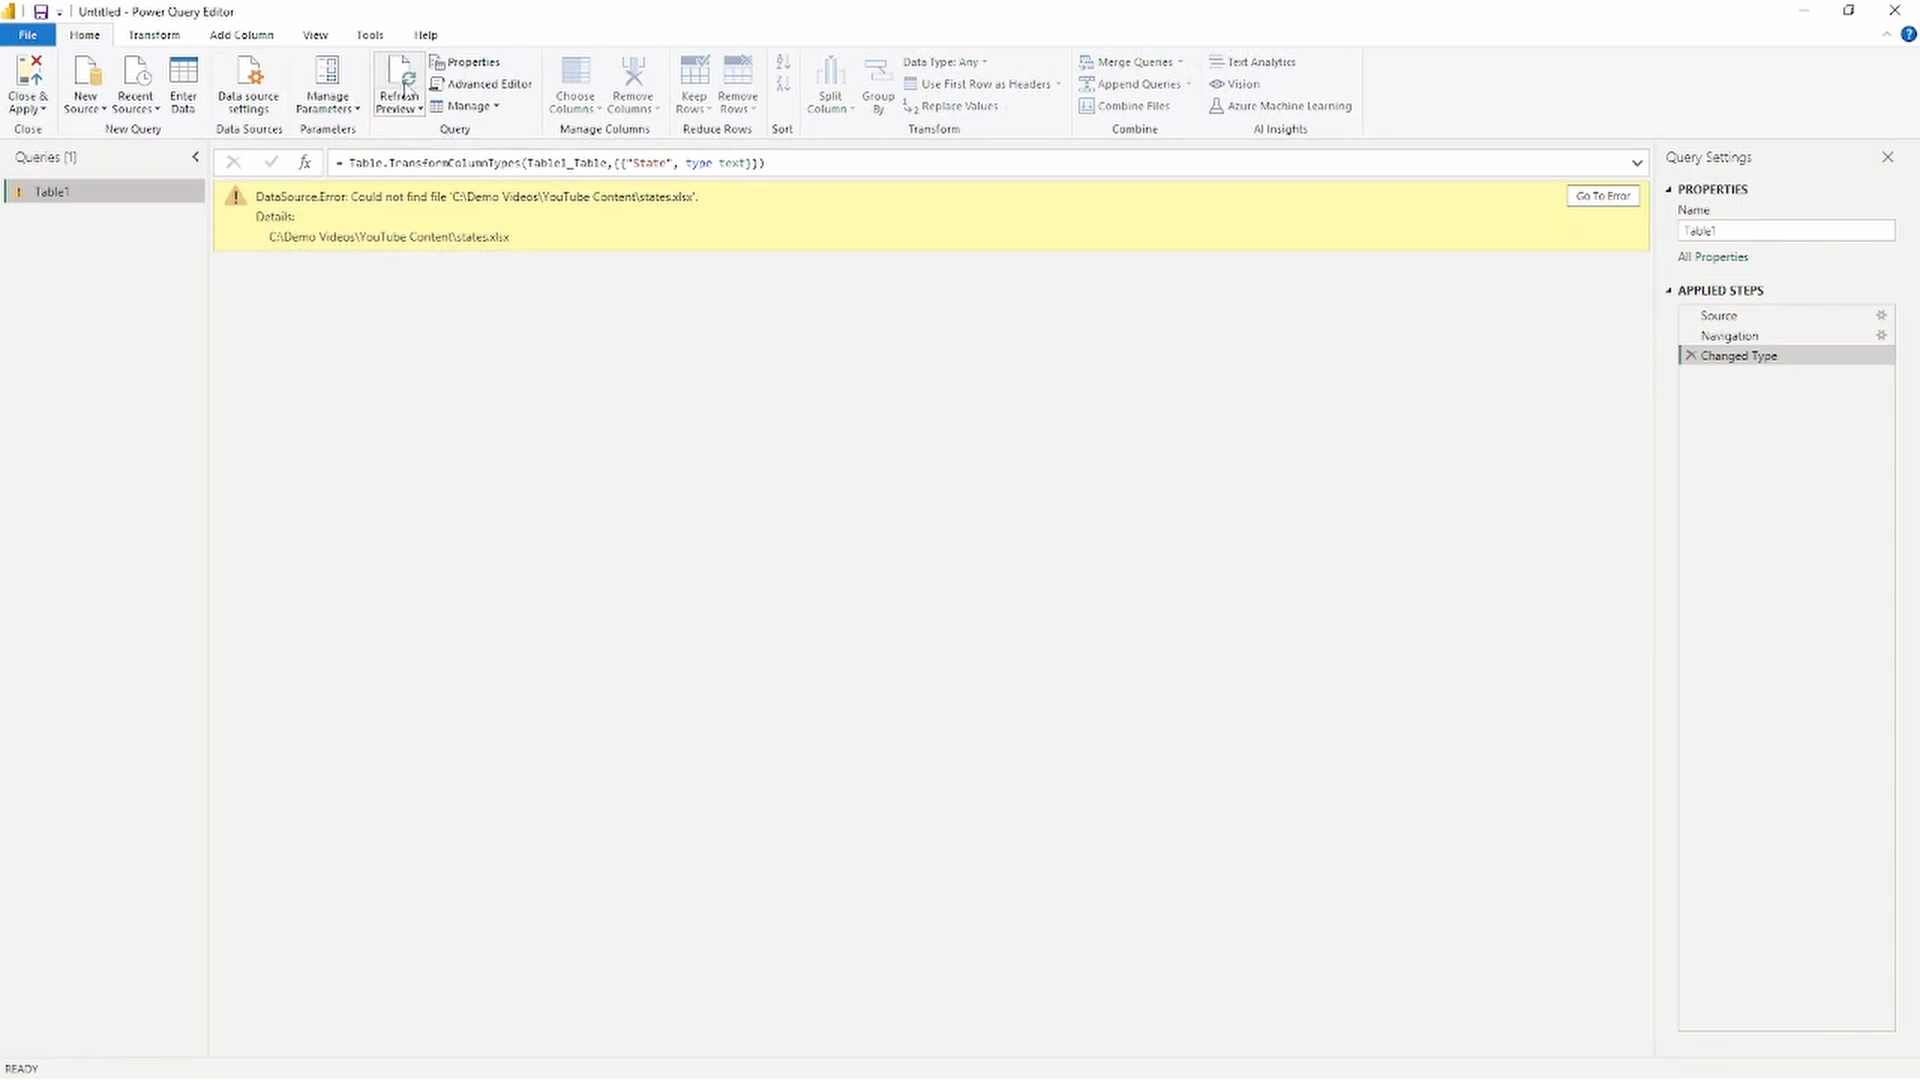 Untitled - Power Query Editor
File Home Transform Add Column View Tools Help
Close & Apply
Close
New Source
Recent Sources
Enter Data
New Query
Data source settings
Data Sources
Manage Parameters
Parameters
Refresh Preview
Properties
Advanced Editor
Manage
Query
Choose Columns
Remove Columns
Manage Columns
Keep Rows
Remove Rows
Reduce Rows
Sort
Split Column
Group By
Data Type: Any
Use First Row as Headers
Replace Values
Transform
Merge Queries
Append Queries
Combine Files
Combine
Text Analytics
Vision
Azure Machine Learning
AI Insights
Queries [1]
Table1
fx
= Table.TransformColumnTypes(Table1_Table,{{"State", type text}})
DataSource.Error: Could not find file 'C:\Demo Videos\YouTube Content\states.xlsx'.
Details:
C:\Demo Videos\YouTube Content\states.xlsx
Go To Error
Query Settings
PROPERTIES
Name
Table1
All Properties
APPLIED STEPS
Source
Navigation
Changed Type
READY